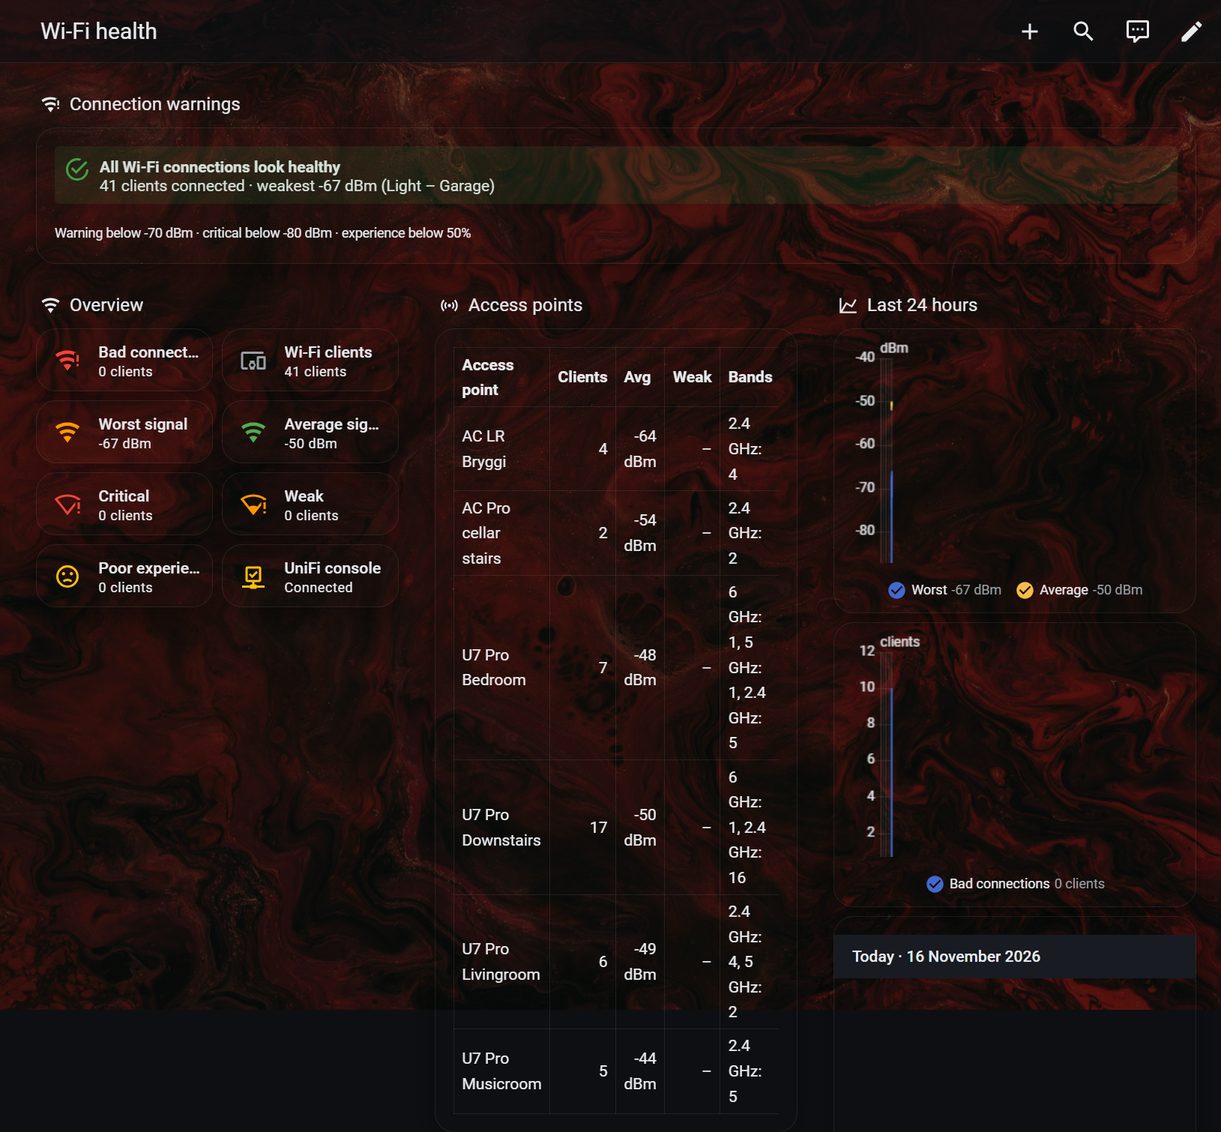 Wi-Fi health
Connection warnings
All Wi-Fi connections look healthy
41 clients connected · weakest -67 dBm (Light – Garage)
Warning below -70 dBm · critical below -80 dBm · experience below 50%
Overview
Bad connect...
0 clients
Wi-Fi clients
41 clients
Worst signal
-67 dBm
Average sig...
-50 dBm
Critical
0 clients
Weak
0 clients
Poor experie...
0 clients
UniFi console
Connected
Access points
Access
point
Clients
Avg
Weak
Bands
AC LR
Bryggi
4
-64
dBm
–
2.4
GHz:
4
AC Pro
cellar
stairs
2
-54
dBm
–
2.4
GHz:
2
U7 Pro
Bedroom
7
-48
dBm
–
6
GHz:
1, 5
GHz:
1, 2.4
GHz:
5
U7 Pro
Downstairs
17
-50
dBm
–
6
GHz:
1, 2.4
GHz:
16
U7 Pro
Livingroom
6
-49
dBm
–
2.4
GHz:
4, 5
GHz:
2
U7 Pro
Musicroom
5
-44
dBm
–
2.4
GHz:
5
Last 24 hours
dBm
-40
-50
-60
-70
-80
Worst -67 dBm
Average -50 dBm
clients
12
10
8
6
4
2
Bad connections 0 clients
Today · 16 November 2026